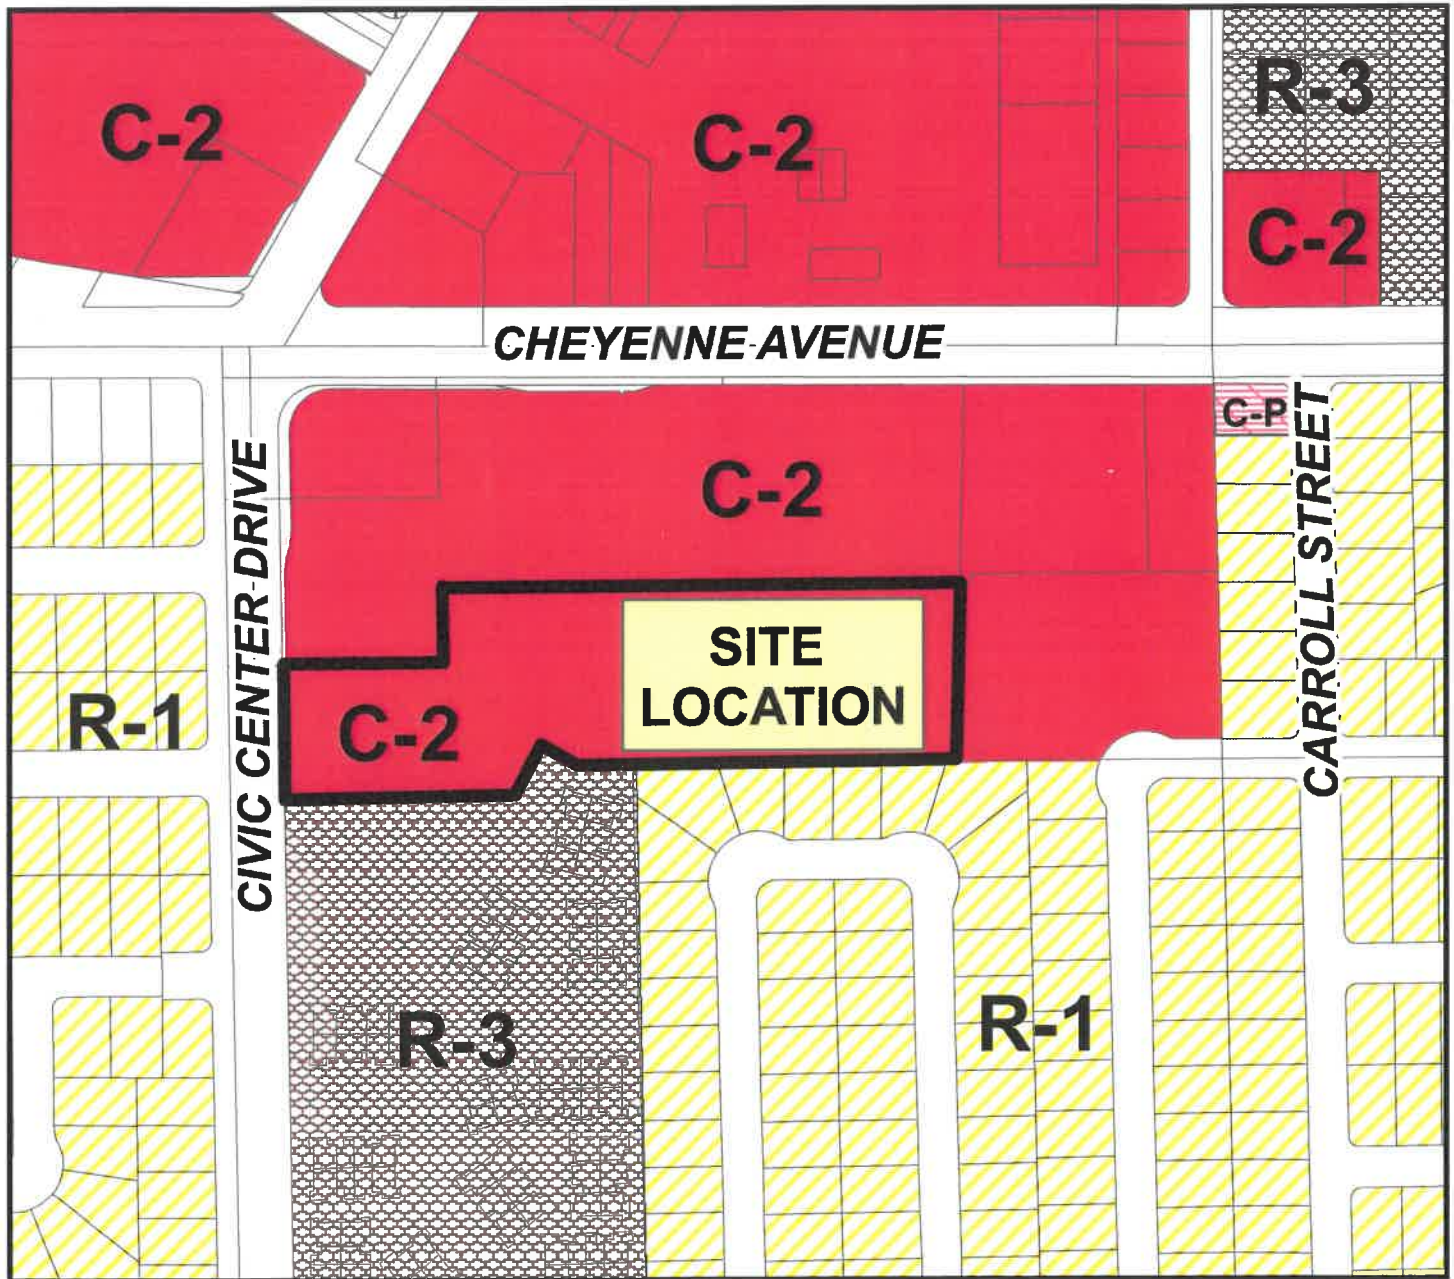 C-2
C-2
R-3
C-2
CHEYENNE AVENUE
C-P
CIVIC CENTER DRIVE
C-2
CARROLL STREET
SITE
LOCATION
R-1
C-2
R-3
R-1